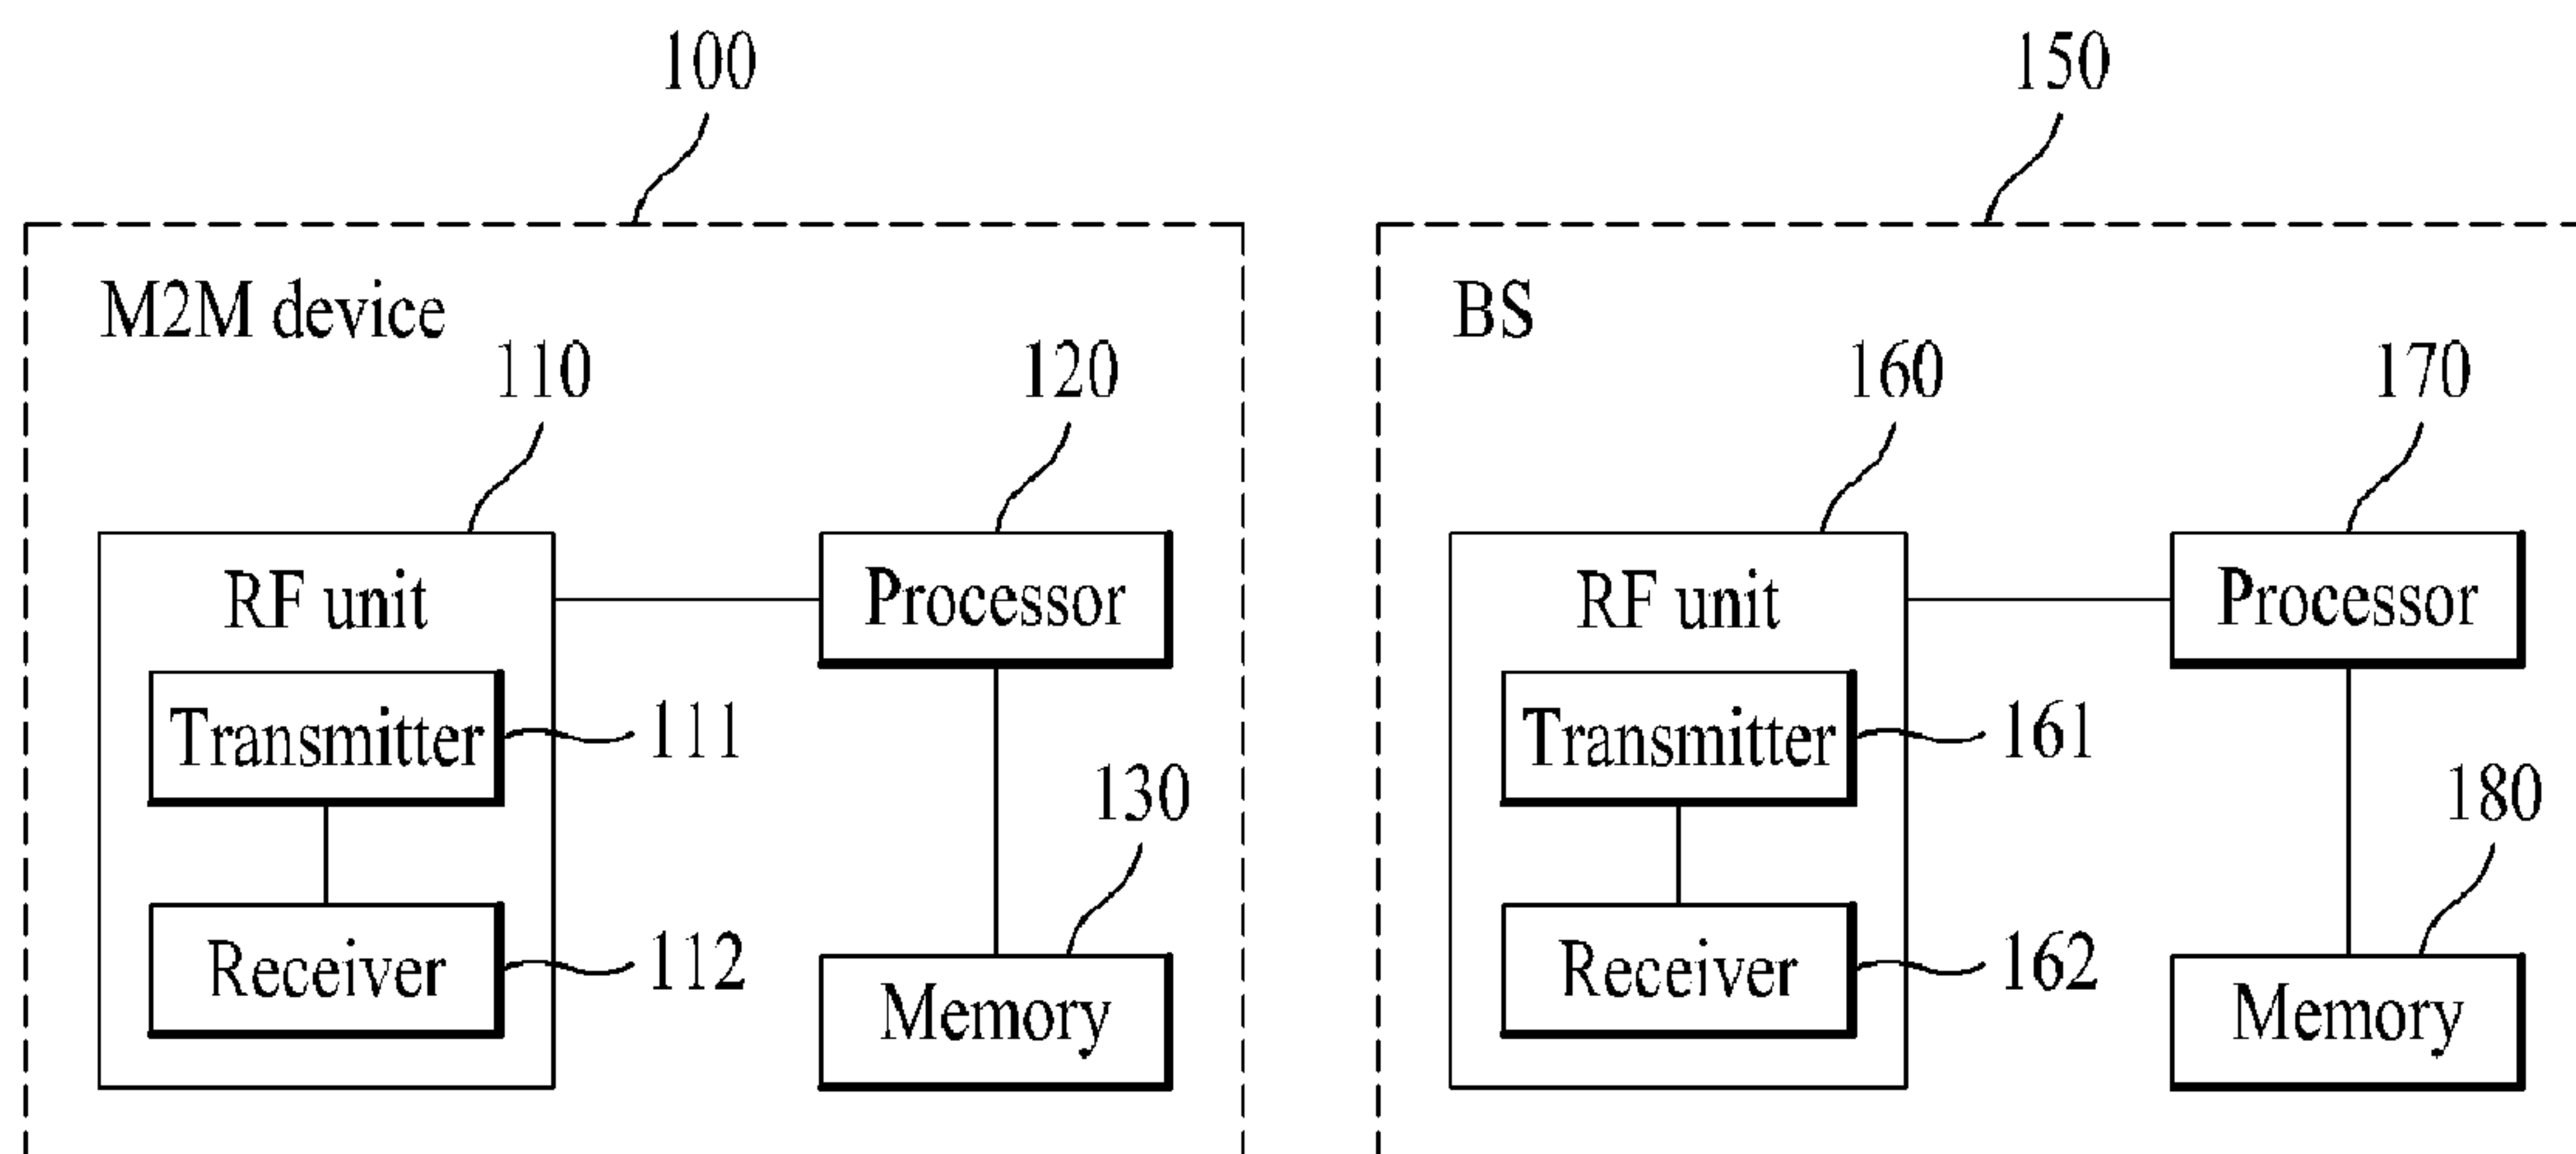 100
150
M2M device
BS
110
120
160
170
RF unit
Processor
RF unit
Processor
Transmitter
111
Transmitter
161
130
180
Receiver
112
Receiver
162
Memory
Memory